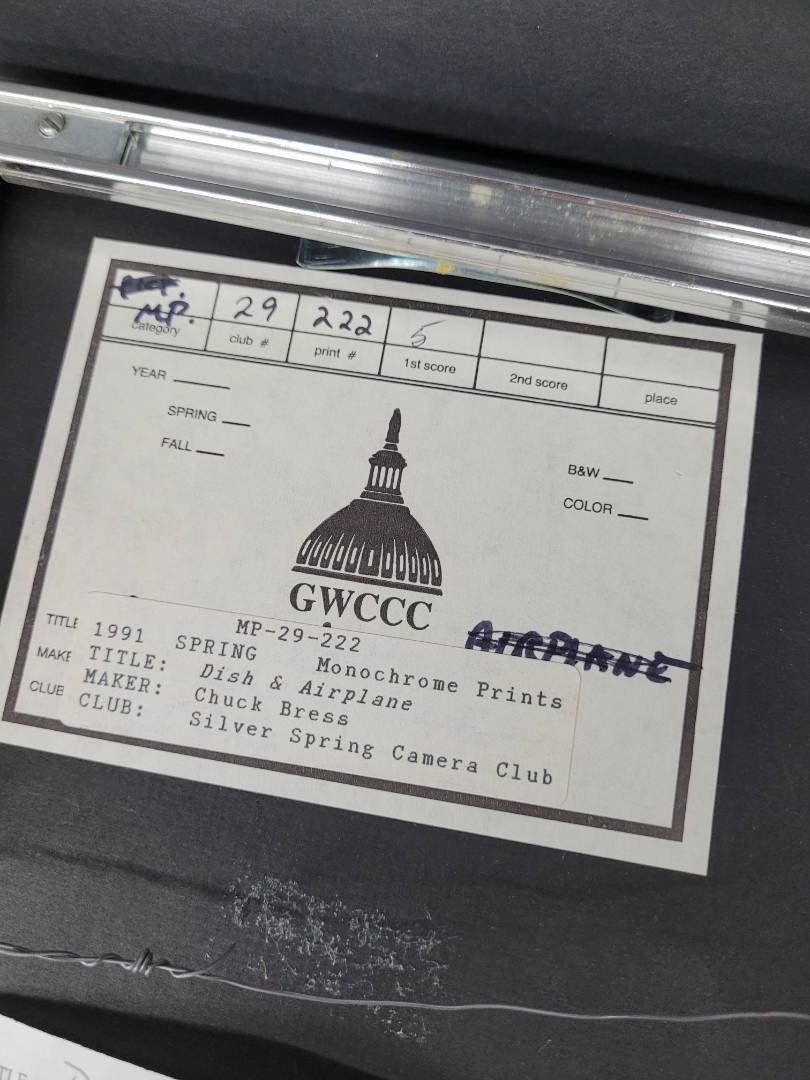 MP.
29
222
5
category
club #
print #
1st score
2nd score
place
YEAR
SPRING
FALL
B&W
COLOR
GWCCC
AIRPLANE
TITLE
MAKE
CLUB
MP-29-222
1991 SPRING Monochrome Prints
TITLE: Dish & Airplane
MAKER: Chuck Bress
CLUB: Silver Spring Camera Club